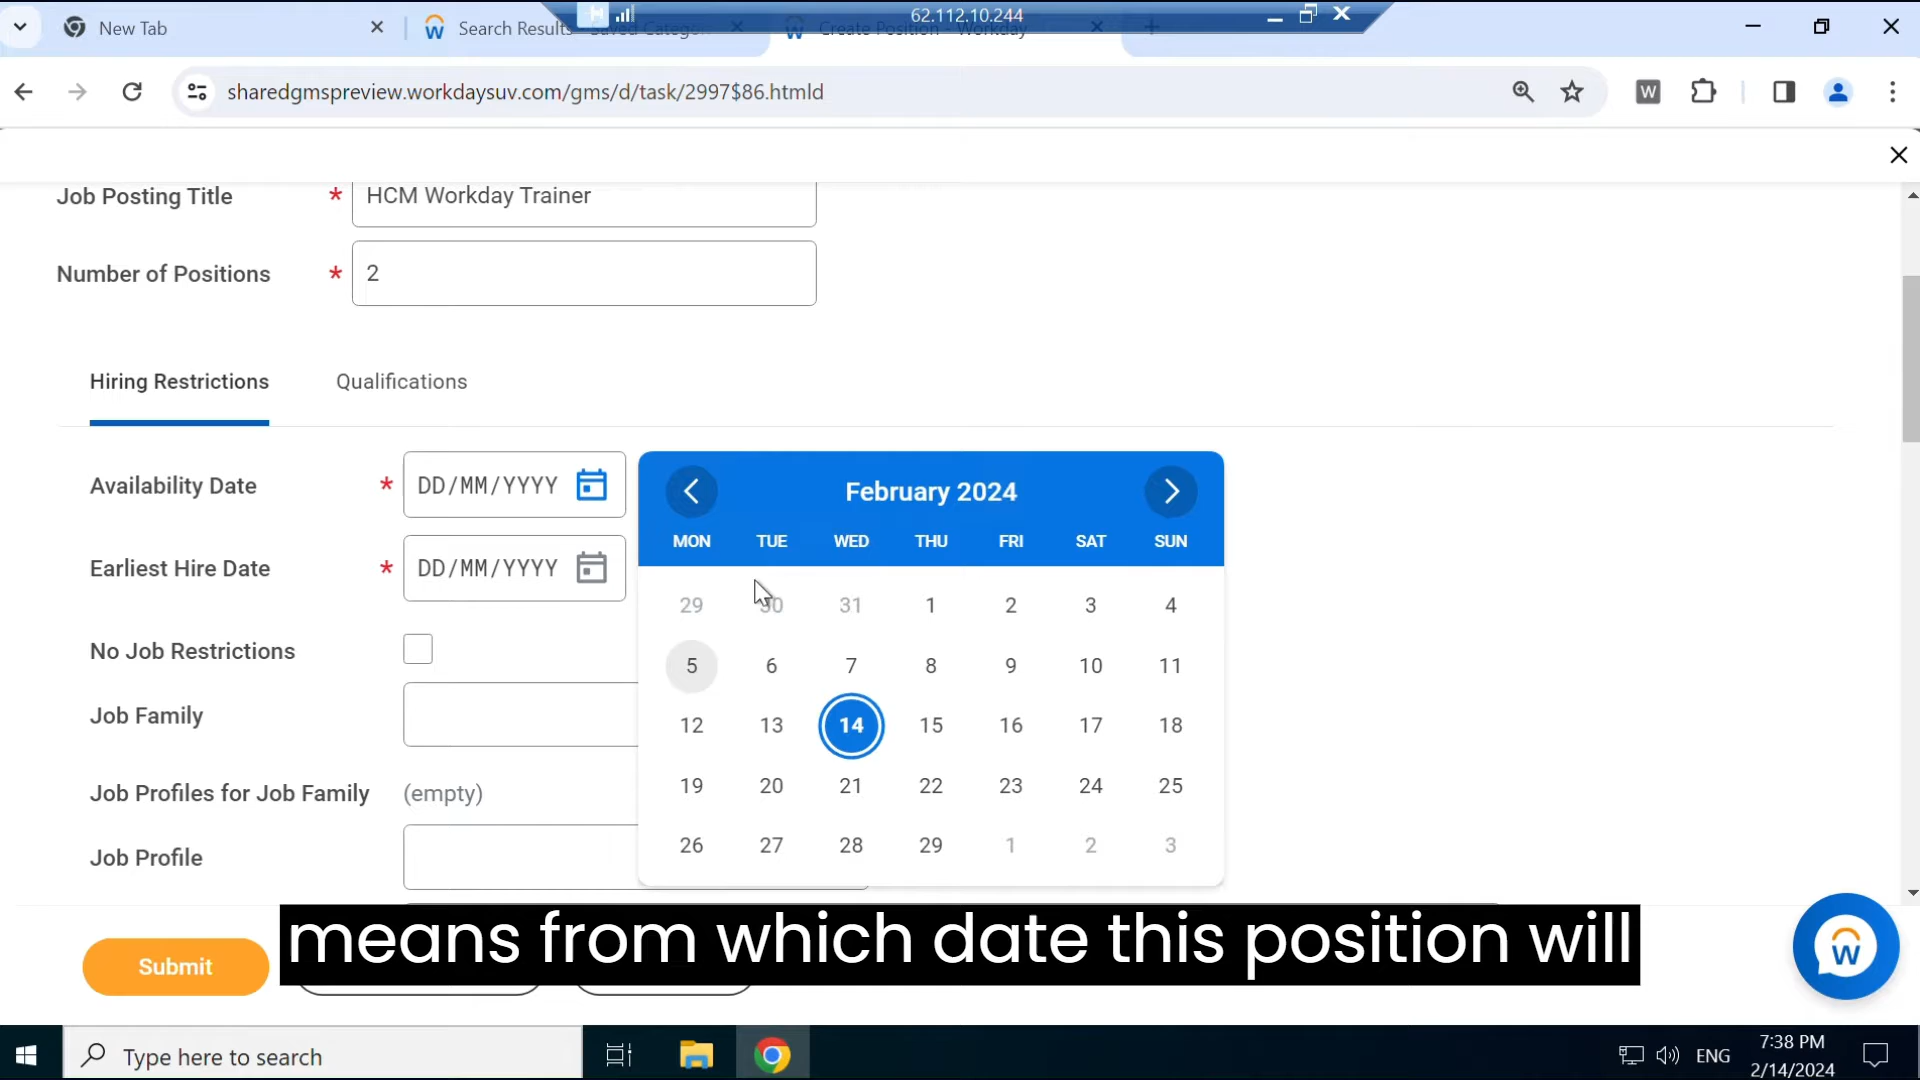 62.112.10.244
New Tab
Search Results - Saved Catego
Create Position - Workday
sharedgmspreview.workdaysuv.com/gms/d/task/2997$86.htmld
W
Job Posting Title * HCM Workday Trainer
Number of Positions * 2
Hiring Restrictions Qualifications
Availability Date * DD/MM/YYYY
Earliest Hire Date * DD/MM/YYYY
No Job Restrictions
Job Family
Job Profiles for Job Family (empty)
Job Profile
February 2024
MON TUE WED THU FRI SAT SUN
29 30 31 1 2 3 4
5 6 7 8 9 10 11
12 13 14 15 16 17 18
19 20 21 22 23 24 25
26 27 28 29 1 2 3
means from which date this position will
Submit
W
Type here to search
ENG
7:38 PM
2/14/2024